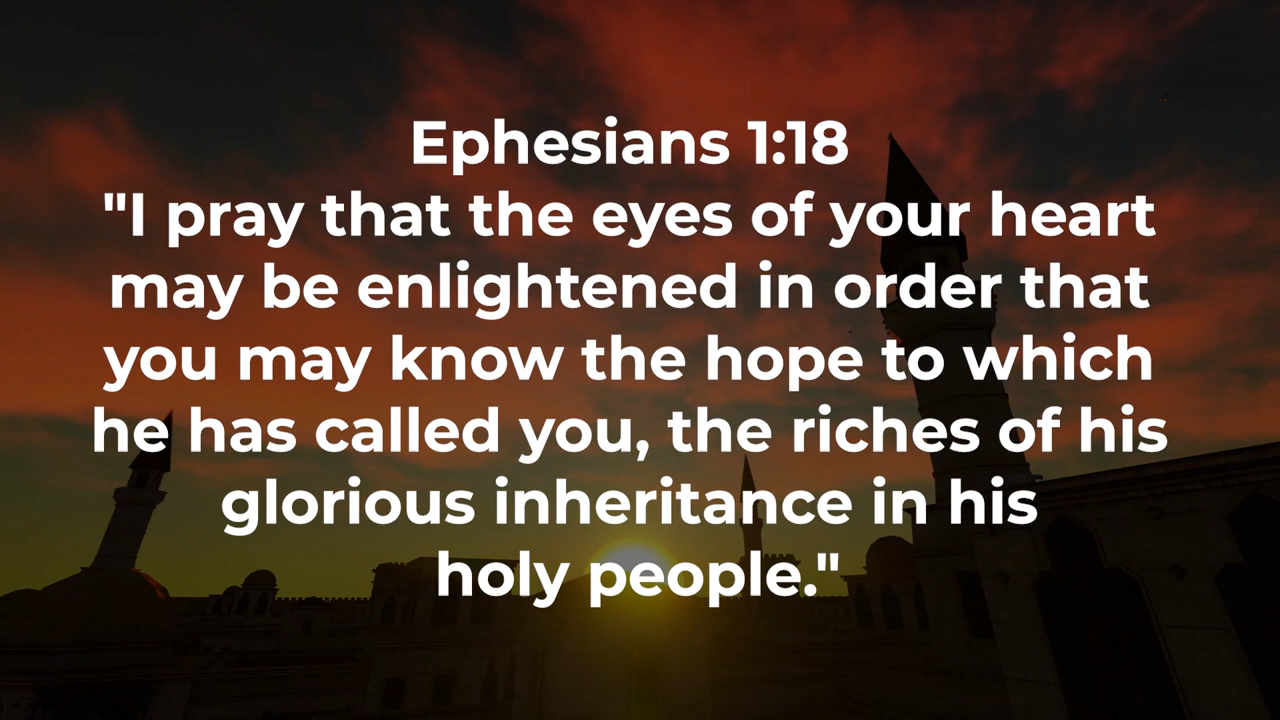 Ephesians 1:18
"I pray that the eyes of your heart
may be enlightened in order that
you may know the hope to which
he has called you, the riches of his
glorious inheritance in his
holy people."